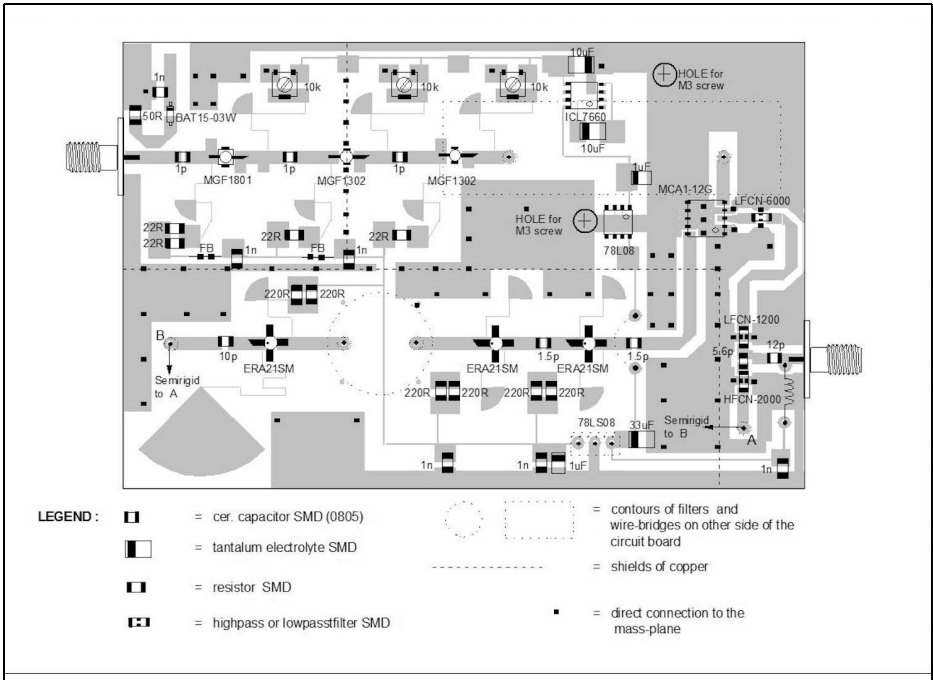 10uF
HOLE for
M3 screw
1n
10k
10k
10k
50R
BAT15-03W
ICL7660
10uF
1p
1p
1p
MGF1801
MGF1302
MGF1302
1uF
MCA1-12G
LFCN-6000
22R
22R
22R
22R
HOLE for
M3 screw
FB
1n
FB
1n
78L08
220R
220R
LFCN-1200
B
10p
ERA21SM
ERA21SM
1.5p
ERA21SM
1.5p
5.6p
12p
Semirigid
to A
220R
220R
220R
220R
HFCN-2000
78LS08
33uF
Semirigid
to B
A
1n
1n
1uF
1n
LEGEND :
= cer. capacitor SMD (0805)
= tantalum electrolyte SMD
= resistor SMD
= highpass or lowpasstfilter SMD
= contours of filters and
wire-bridges on other side of the
circuit board
= shields of copper
= direct connection to the
mass-plane